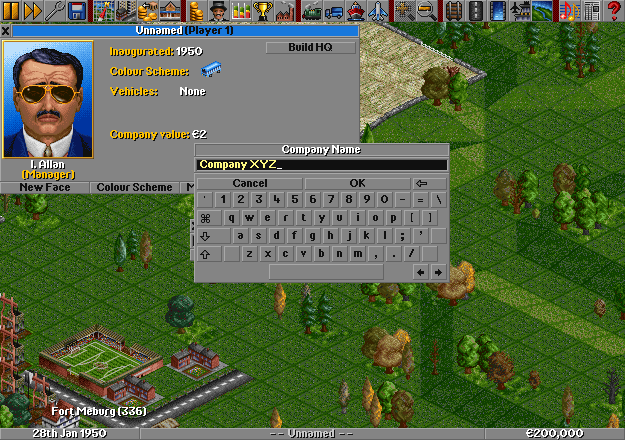 Unnamed (Player 1)
Inaugurated: 1950
Build HQ
Colour Scheme:
Vehicles: None
Company value: €2
I. Allan
(Manager)
New Face
Colour Scheme
M
Company Name
Company XYZ_
Cancel
OK
` 1 2 3 4 5 6 7 8 9 0 - = \
q w e r t y u i o p [ ]
a s d f g h j k l ; '
z x c v b n m , . /
Fort Meburg (336)
28th Jan 1950
-- Unnamed --
€200,000